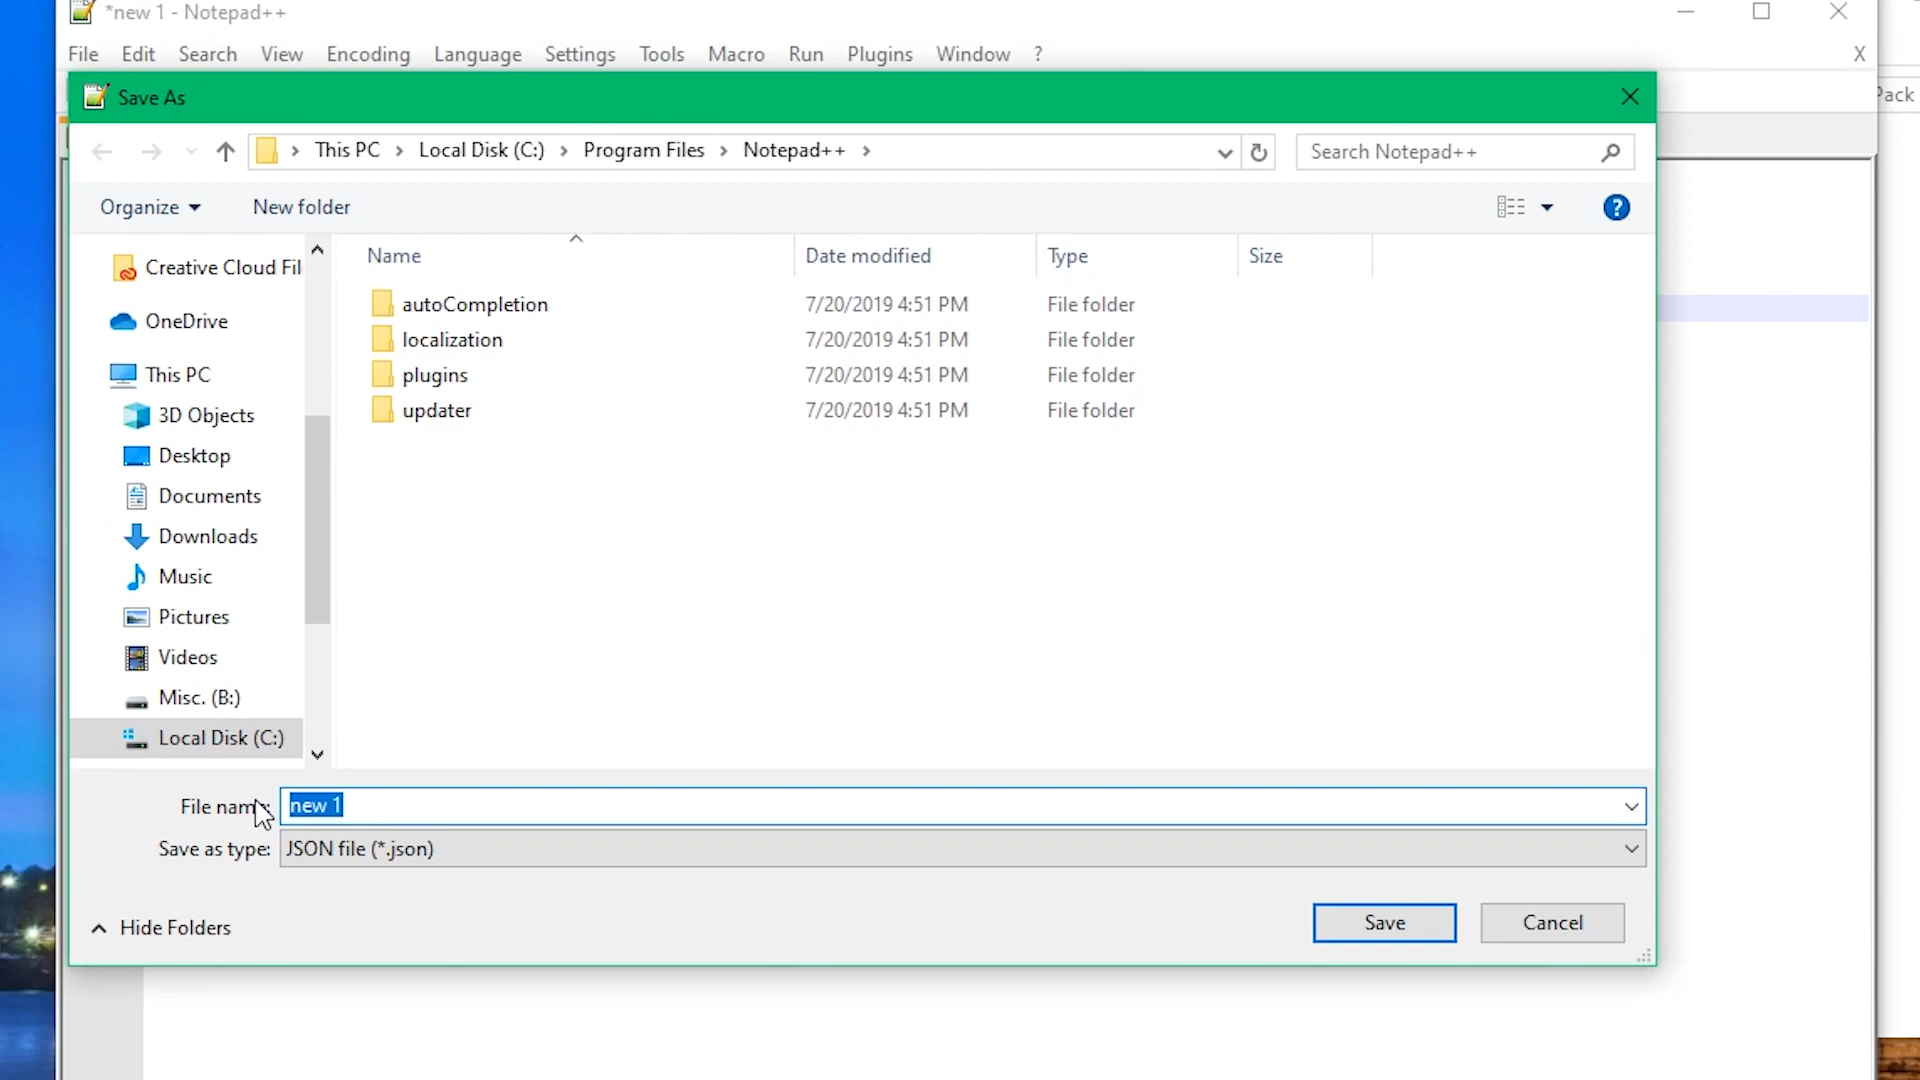 *new 1 - Notepad++
File Edit Search View Encoding Language Settings Tools Macro Run Plugins Window ? X
Pack
Save As
This PC Local Disk (C:) Program Files Notepad++
Search Notepad++
Organize New folder
?
Name Date modified Type Size
autoCompletion 7/20/2019 4:51 PM File folder
localization 7/20/2019 4:51 PM File folder
plugins 7/20/2019 4:51 PM File folder
updater 7/20/2019 4:51 PM File folder
Creative Cloud Fil
OneDrive
This PC
3D Objects
Desktop
Documents
Downloads
Music
Pictures
Videos
Misc. (B:)
Local Disk (C:)
File name: new 1
Save as type: JSON file (*.json)
Hide Folders
Save Cancel